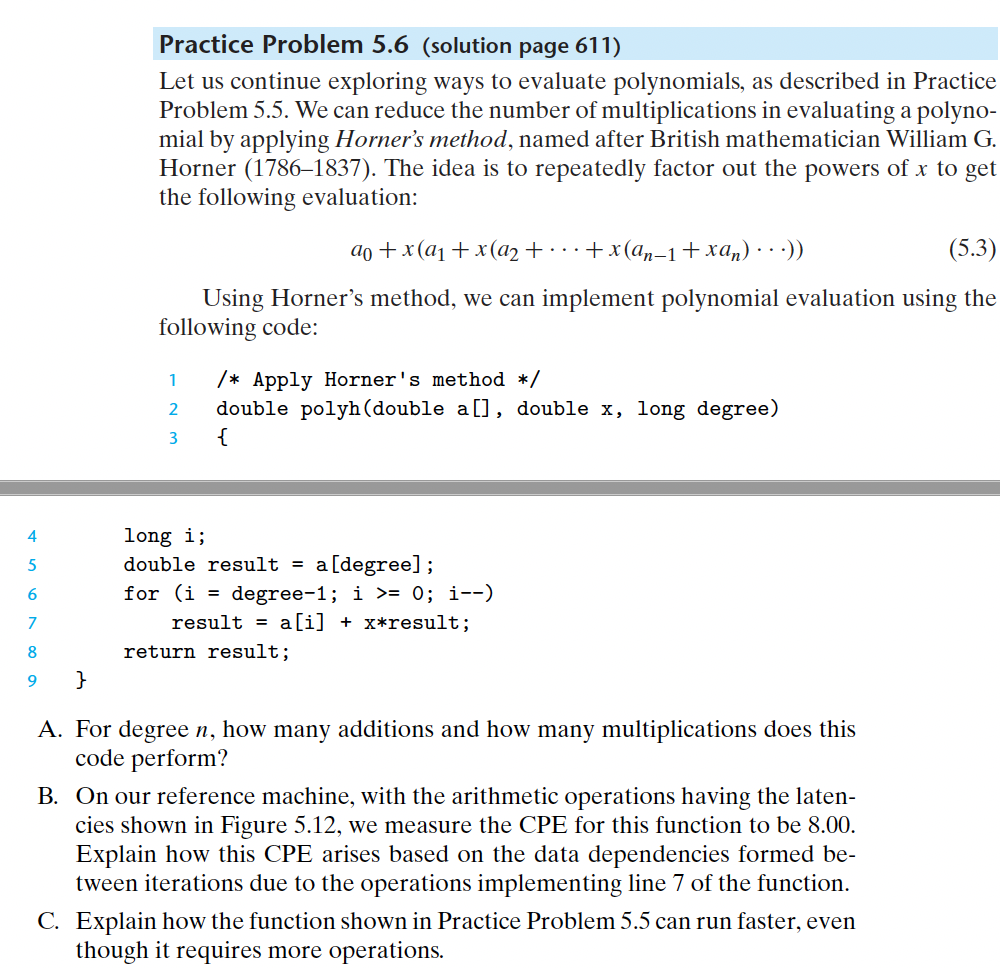 Practice Problem 5.6 (solution page 611)
Let us continue exploring ways to evaluate polynomials, as described in Practice
Problem 5.5. We can reduce the number of multiplications in evaluating a polyno-
mial by applying Horner's method, named after British mathematician William G.
Horner (1786–1837). The idea is to repeatedly factor out the powers of x to get
the following evaluation:
a₀ + x(a₁ + x(a₂ + · · · + x(aₙ₋₁ + xaₙ) · · ·)) (5.3)
Using Horner's method, we can implement polynomial evaluation using the
following code:
1 /* Apply Horner's method */
2 double polyh(double a[], double x, long degree)
3 {
4 long i;
5 double result = a[degree];
6 for (i = degree-1; i >= 0; i--)
7 result = a[i] + x*result;
8 return result;
9 }
A. For degree n, how many additions and how many multiplications does this
code perform?
B. On our reference machine, with the arithmetic operations having the laten-
cies shown in Figure 5.12, we measure the CPE for this function to be 8.00.
Explain how this CPE arises based on the data dependencies formed be-
tween iterations due to the operations implementing line 7 of the function.
C. Explain how the function shown in Practice Problem 5.5 can run faster, even
though it requires more operations.